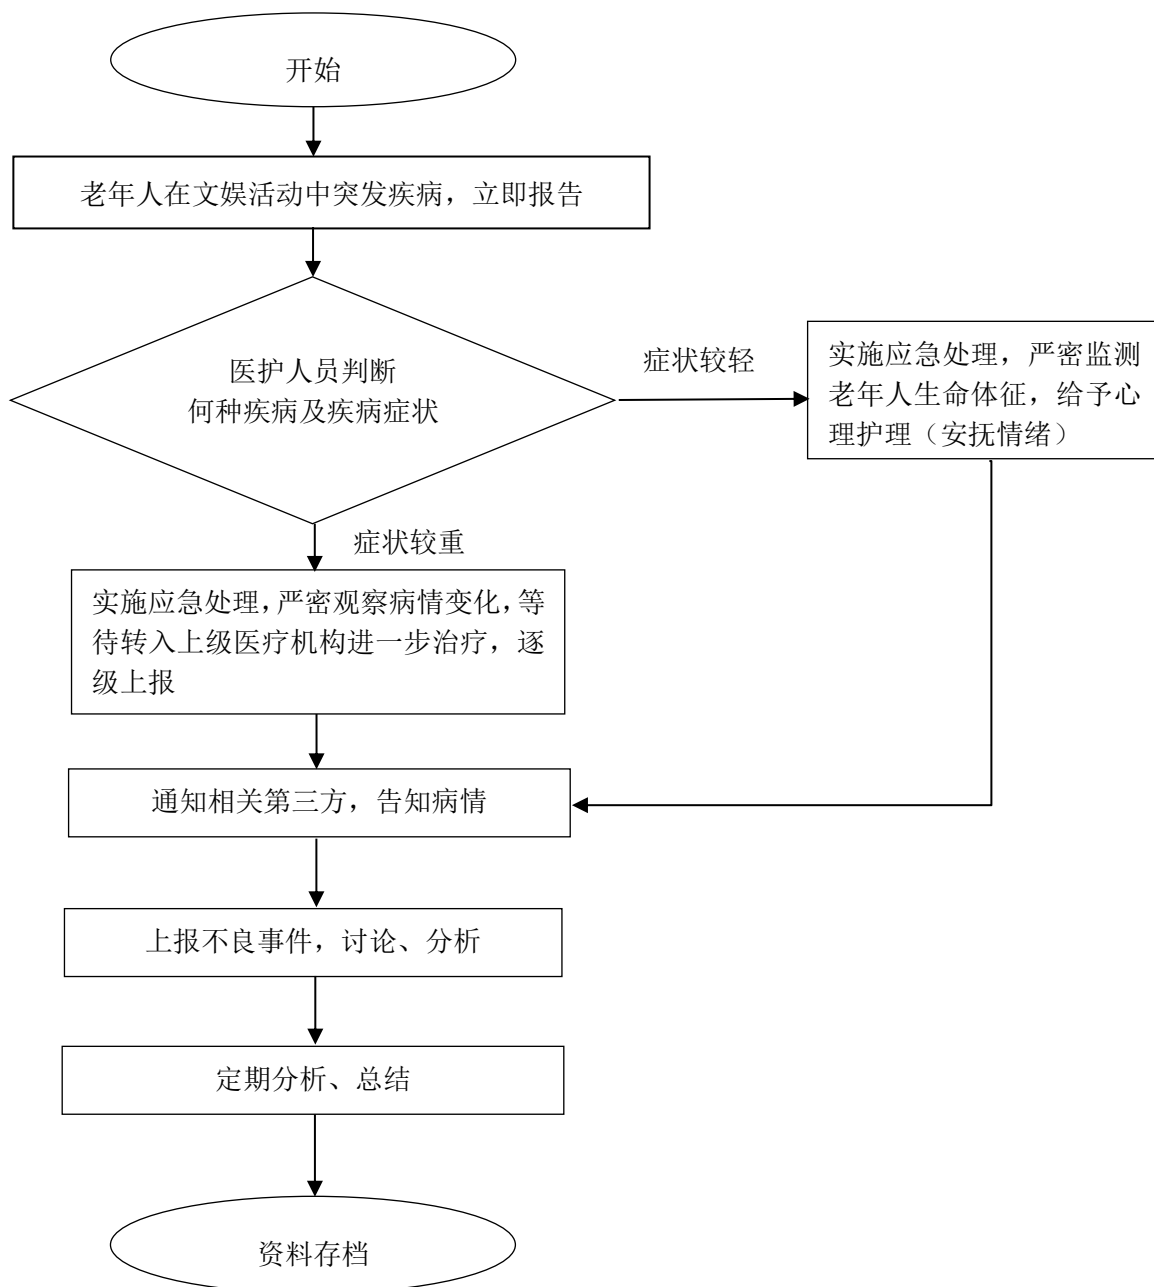 开始
老年人在文娱活动中突发疾病，立即报告
医护人员判断
何种疾病及疾病症状
症状较轻
实施应急处理，严密监测
老年人生命体征，给予心
理护理（安抚情绪）
症状较重
实施应急处理，严密观察病情变化，等
待转入上级医疗机构进一步治疗，逐
级上报
通知相关第三方，告知病情
上报不良事件，讨论、分析
定期分析、总结
资料存档